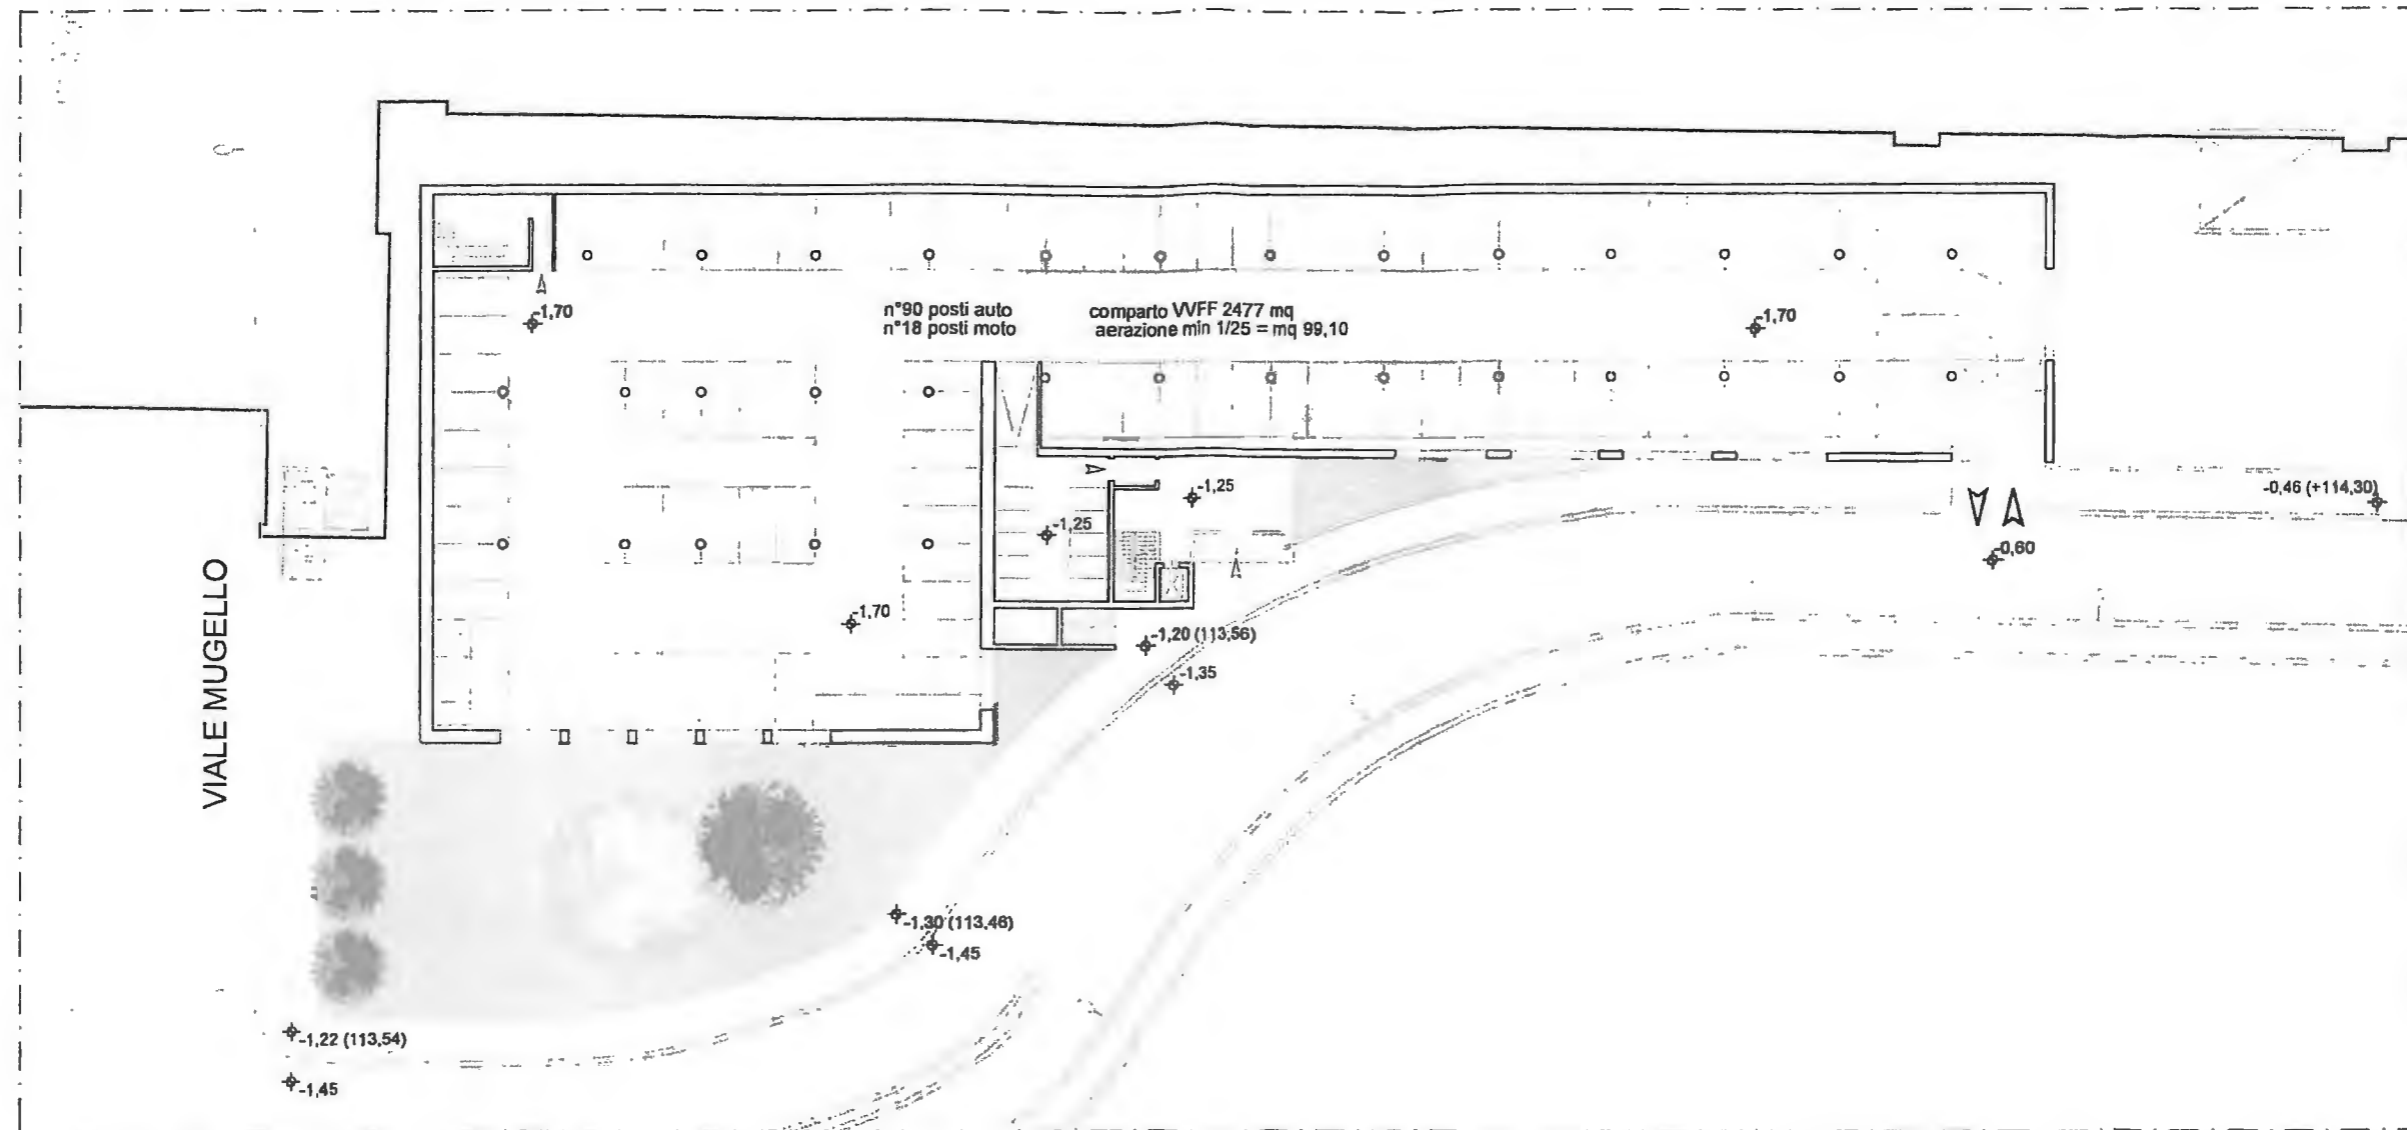 n°90 posti auto
n°18 posti moto
comparto VVFF 2477 mq
aerazione min 1/25 = mq 99,10
-1,70
-1,70
-1,25
-1,25
-0,46 (+114,30)
-0,60
-1,70
-1,20 (113,56)
-1,35
VIALE MUGELLO
-1,30 (113,46)
-1,45
-1,22 (113,54)
-1,45